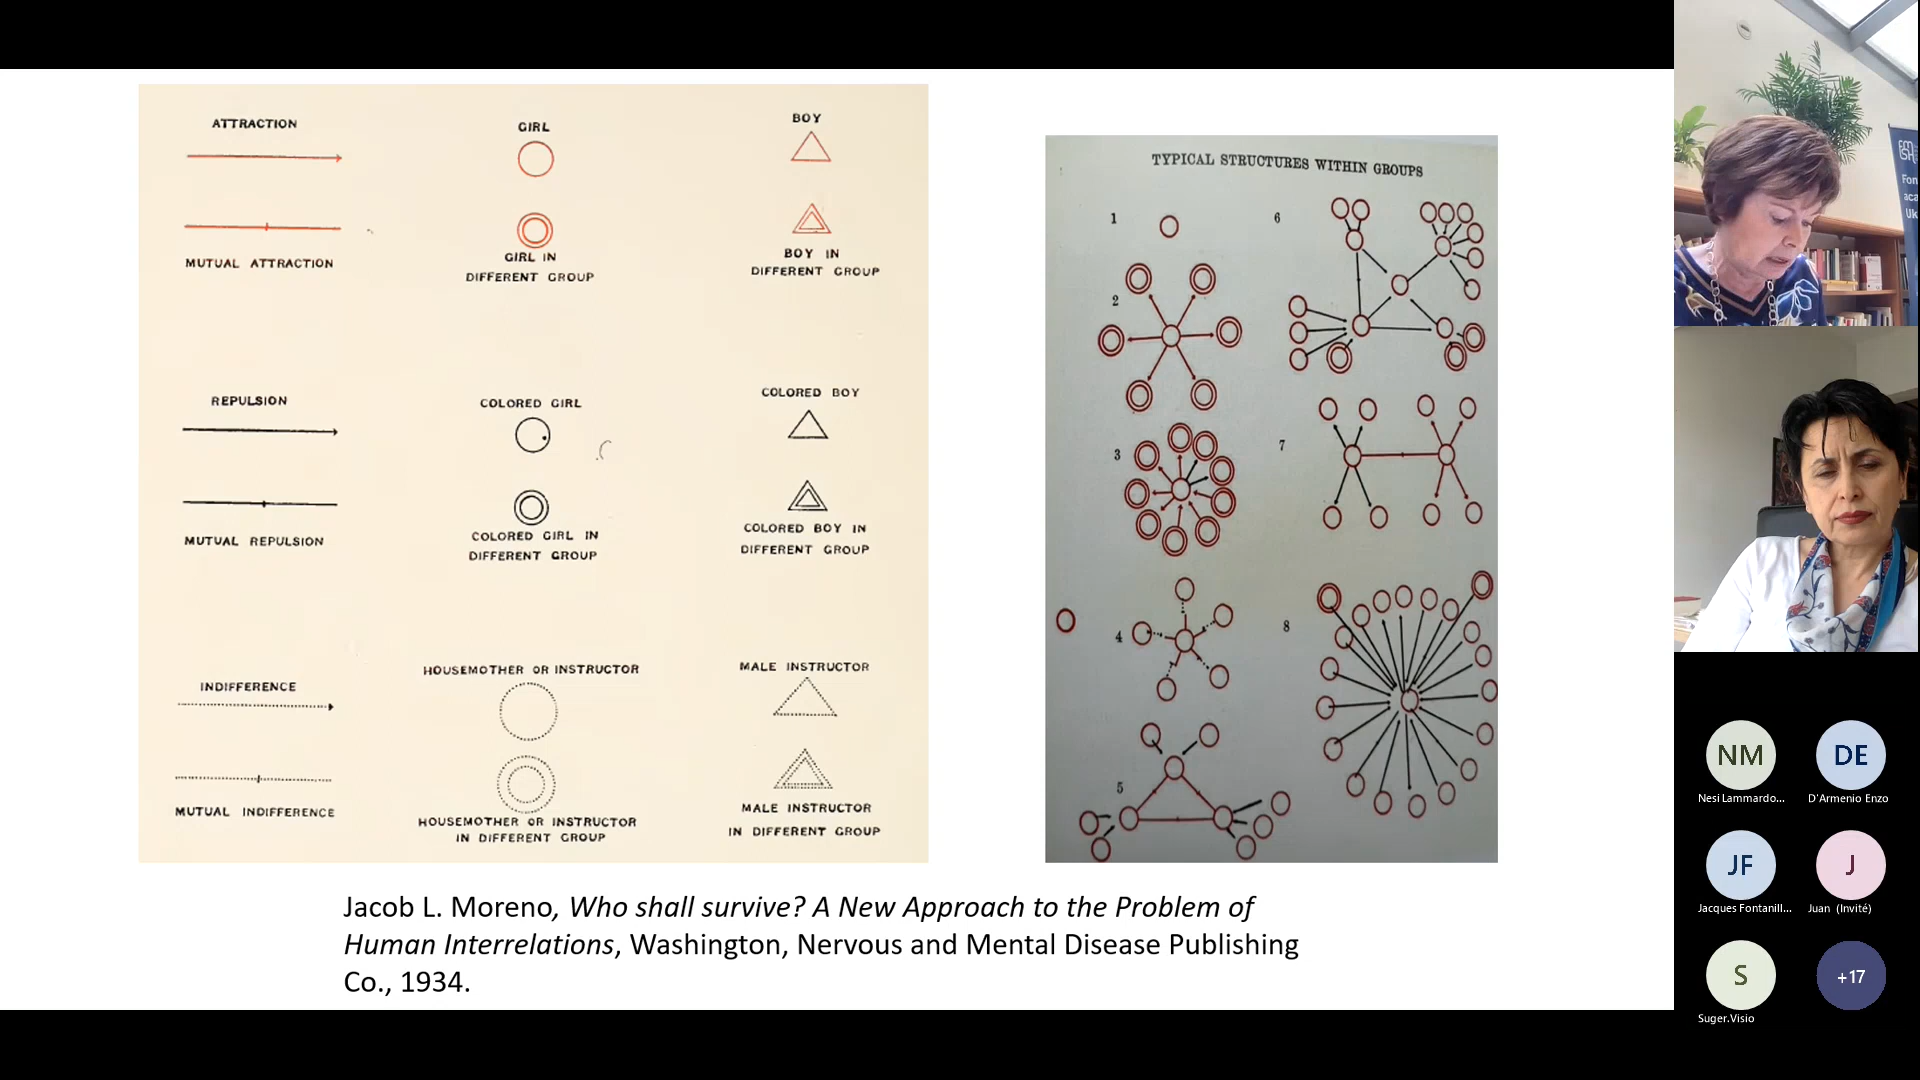 ATTRACTION
GIRL
BOY
MUTUAL ATTRACTION
GIRL IN
DIFFERENT GROUP
BOY IN
DIFFERENT GROUP
REPULSION
COLORED GIRL
COLORED BOY
MUTUAL REPULSION
COLORED GIRL IN
DIFFERENT GROUP
COLORED BOY IN
DIFFERENT GROUP
INDIFFERENCE
HOUSEMOTHER OR INSTRUCTOR
MALE INSTRUCTOR
MUTUAL INDIFFERENCE
HOUSEMOTHER OR INSTRUCTOR
IN DIFFERENT GROUP
MALE INSTRUCTOR
IN DIFFERENT GROUP
TYPICAL STRUCTURES WITHIN GROUPS
1
2
3
4
5
6
7
8
Jacob L. Moreno, Who shall survive? A New Approach to the Problem of
Human Interrelations, Washington, Nervous and Mental Disease Publishing
Co., 1934.
Fon
aca
Uk
NM
Nesi Lammardo...
DE
D'Armenio Enzo
JF
Jacques Fontanill...
J
Juan (Invité)
S
Suger.Visio
+17